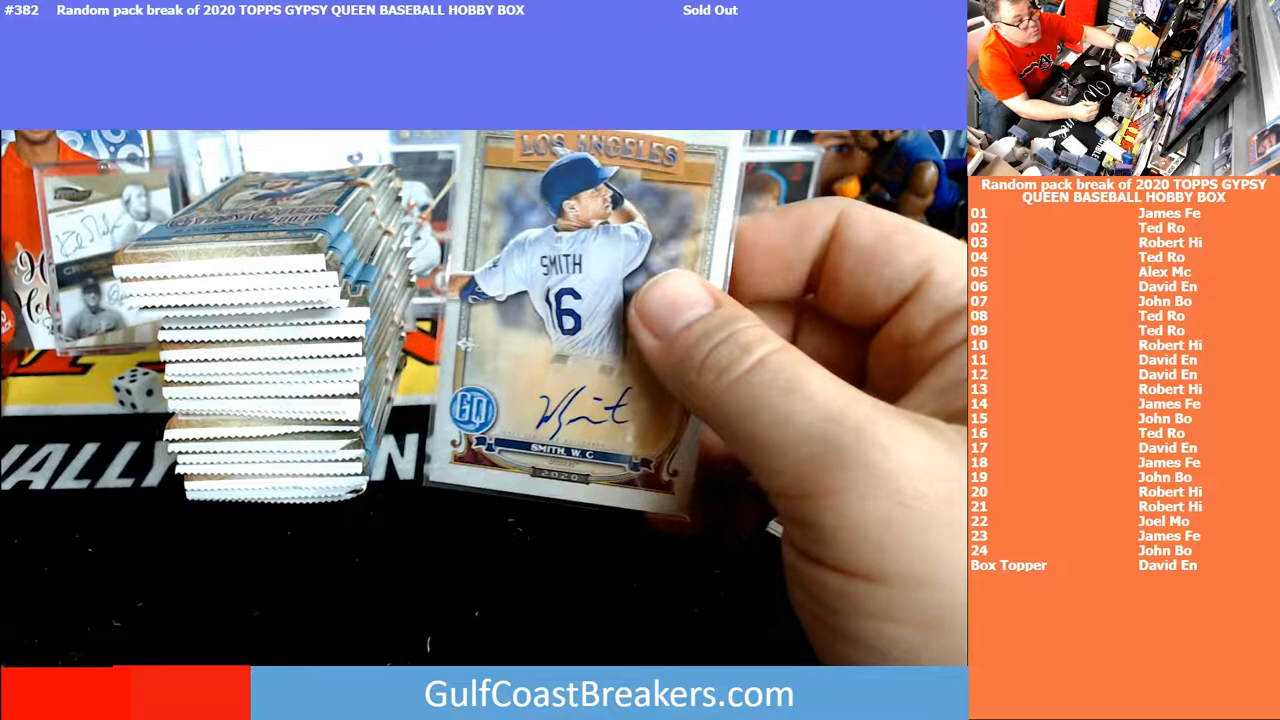 #382 Random pack break of 2020 TOPPS GYPSY QUEEN BASEBALL HOBBY BOX Sold Out
LOS ANGELES
SMITH
16
GQ
SMITH, W. C
2020
ALLY
GulfCoastBreakers.com
Random pack break of 2020 TOPPS GYPSY
QUEEN BASEBALL HOBBY BOX
01 James Fe
02 Ted Ro
03 Robert Hi
04 Ted Ro
05 Alex Mc
06 David En
07 John Bo
08 Ted Ro
09 Ted Ro
10 Robert Hi
11 David En
12 David En
13 Robert Hi
14 James Fe
15 John Bo
16 Ted Ro
17 David En
18 James Fe
19 John Bo
20 Robert Hi
21 Robert Hi
22 Joel Mo
23 James Fe
24 John Bo
Box Topper David En